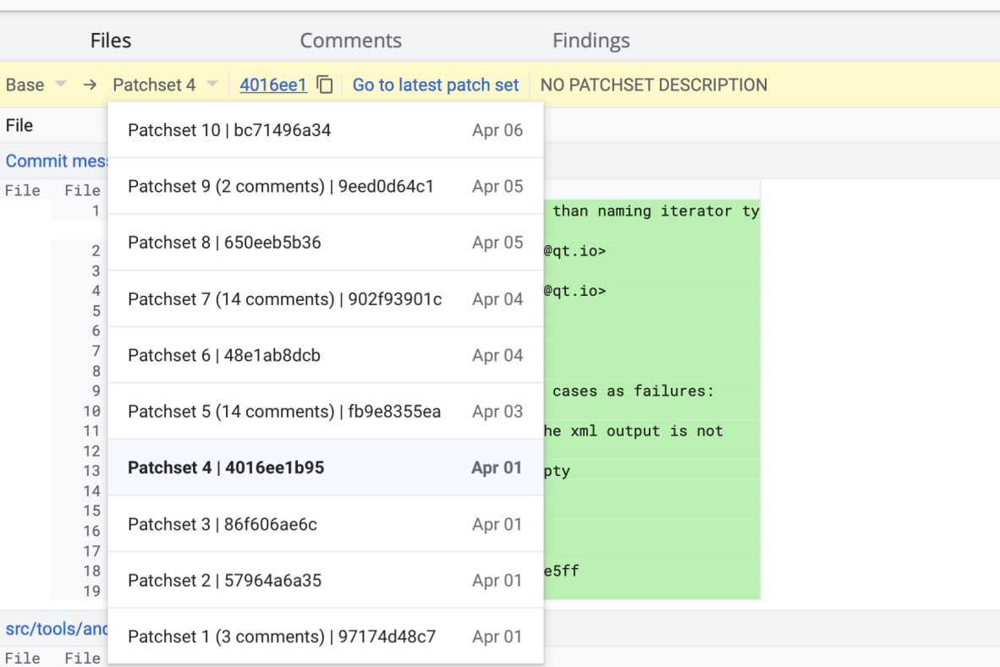 Files Comments Findings
Base → Patchset 4 4016ee1 Go to latest patch set NO PATCHSET DESCRIPTION
File
Patchset 10 | bc71496a34 Apr 06
Commit mes
File File
Patchset 9 (2 comments) | 9eed0d64c1 Apr 05
1 than naming iterator ty
Patchset 8 | 650eeb5b36 Apr 05
2 @qt.io>
3
4 @qt.io>
Patchset 7 (14 comments) | 902f93901c Apr 04
5
6
7
Patchset 6 | 48e1ab8dcb Apr 04
8
9 cases as failures:
10
Patchset 5 (14 comments) | fb9e8355ea Apr 03
11 he xml output is not
12
13 pty
Patchset 4 | 4016ee1b95 Apr 01
14
15
16
Patchset 3 | 86f606ae6c Apr 01
17
18 e5ff
Patchset 2 | 57964a6a35 Apr 01
19
src/tools/and
Patchset 1 (3 comments) | 97174d48c7 Apr 01
File File